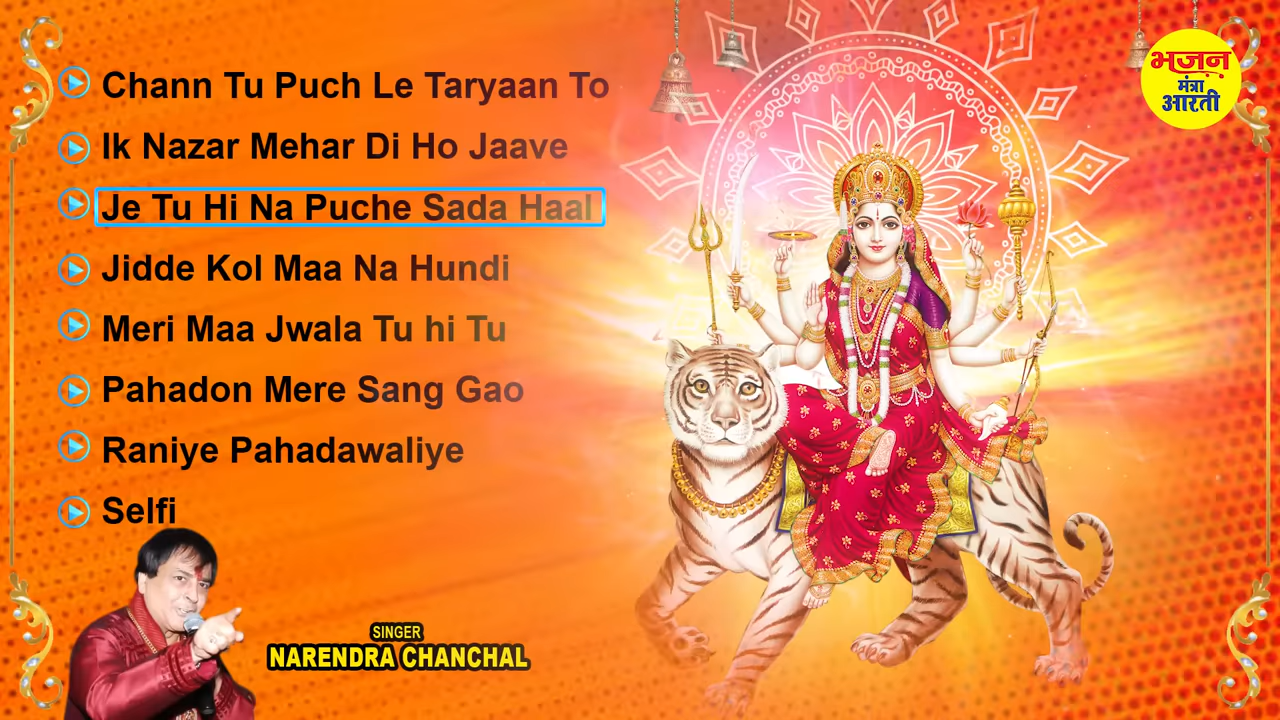 Chann Tu Puch Le Taryaan To
Ik Nazar Mehar Di Ho Jaave
Je Tu Hi Na Puche Sada Haal
Jidde Kol Maa Na Hundi
Meri Maa Jwala Tu hi Tu
Pahadon Mere Sang Gao
Raniye Pahadawaliye
Selfi
SINGER
NARENDRA CHANCHAL
भजन
मंत्रा
आरती